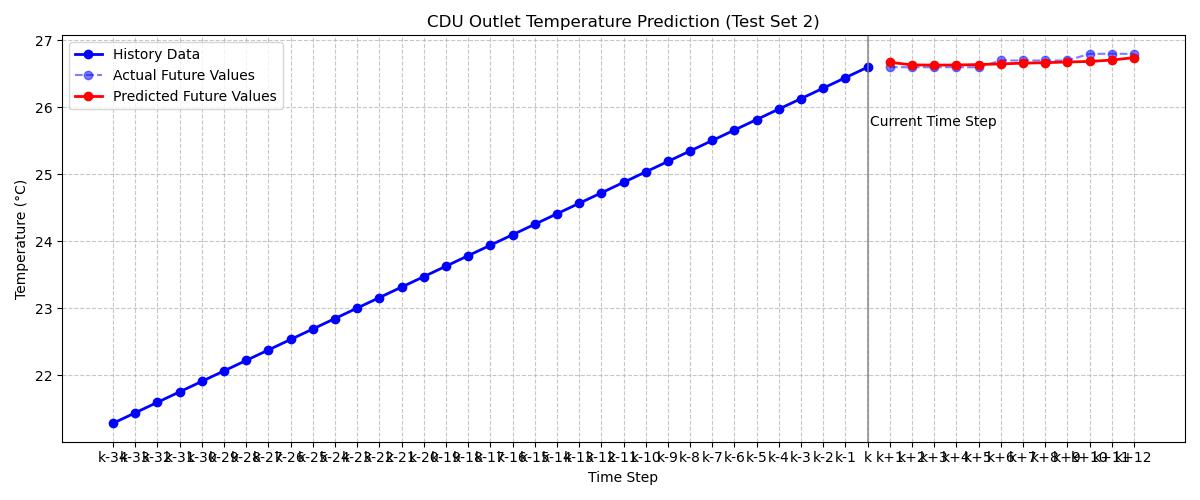 CDU Outlet Temperature Prediction (Test Set 2)
History Data
Actual Future Values
Predicted Future Values
27
26
25
24
23
22
Temperature (°C)
Current Time Step
k-34 k-33 k-32 k-31 k-30 k-29 k-28 k-27 k-26 k-25 k-24 k-23 k-22 k-21 k-20 k-19 k-18 k-17 k-16 k-15 k-14 k-13 k-12 k-11 k-10 k-9 k-8 k-7 k-6 k-5 k-4 k-3 k-2 k-1 k k+1 k+2 k+3 k+4 k+5 k+6 k+7 k+8 k+9 k+10 k+11 k+12
Time Step